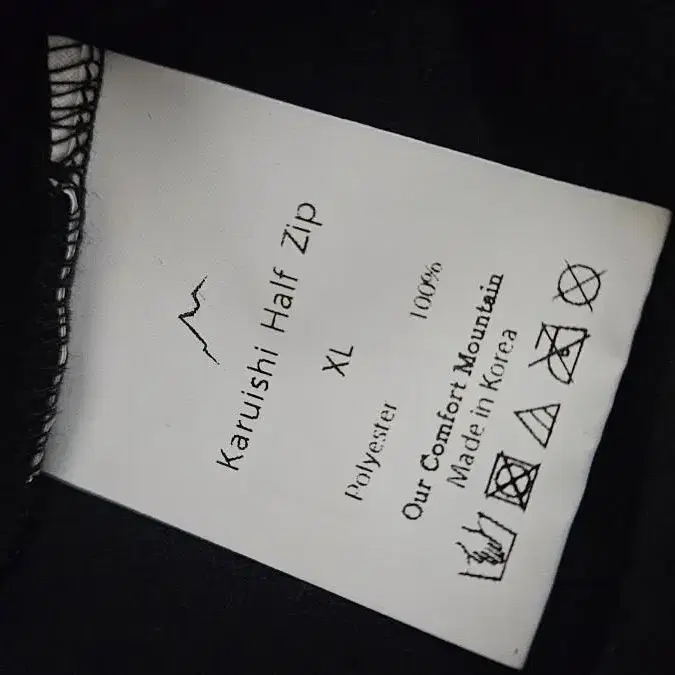 Karuishi Half Zip
XL
Polyester 100%
Our Comfort Mountain
Made in Korea